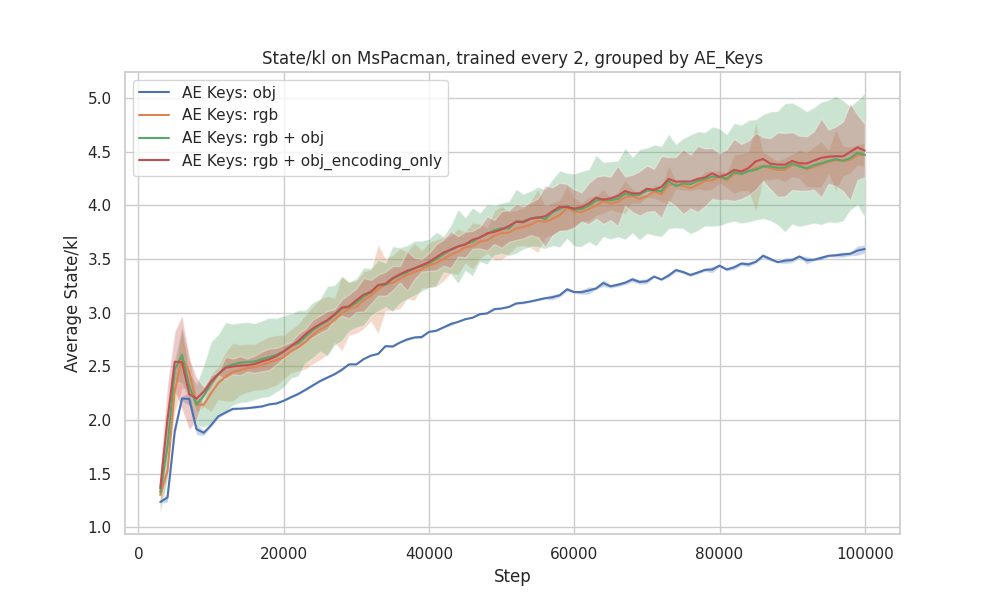 State/kl on MsPacman, trained every 2, grouped by AE_Keys
AE Keys: obj
AE Keys: rgb
AE Keys: rgb + obj
AE Keys: rgb + obj_encoding_only
Average State/kl
5.0
4.5
4.0
3.5
3.0
2.5
2.0
1.5
1.0
0 20000 40000 60000 80000 100000
Step